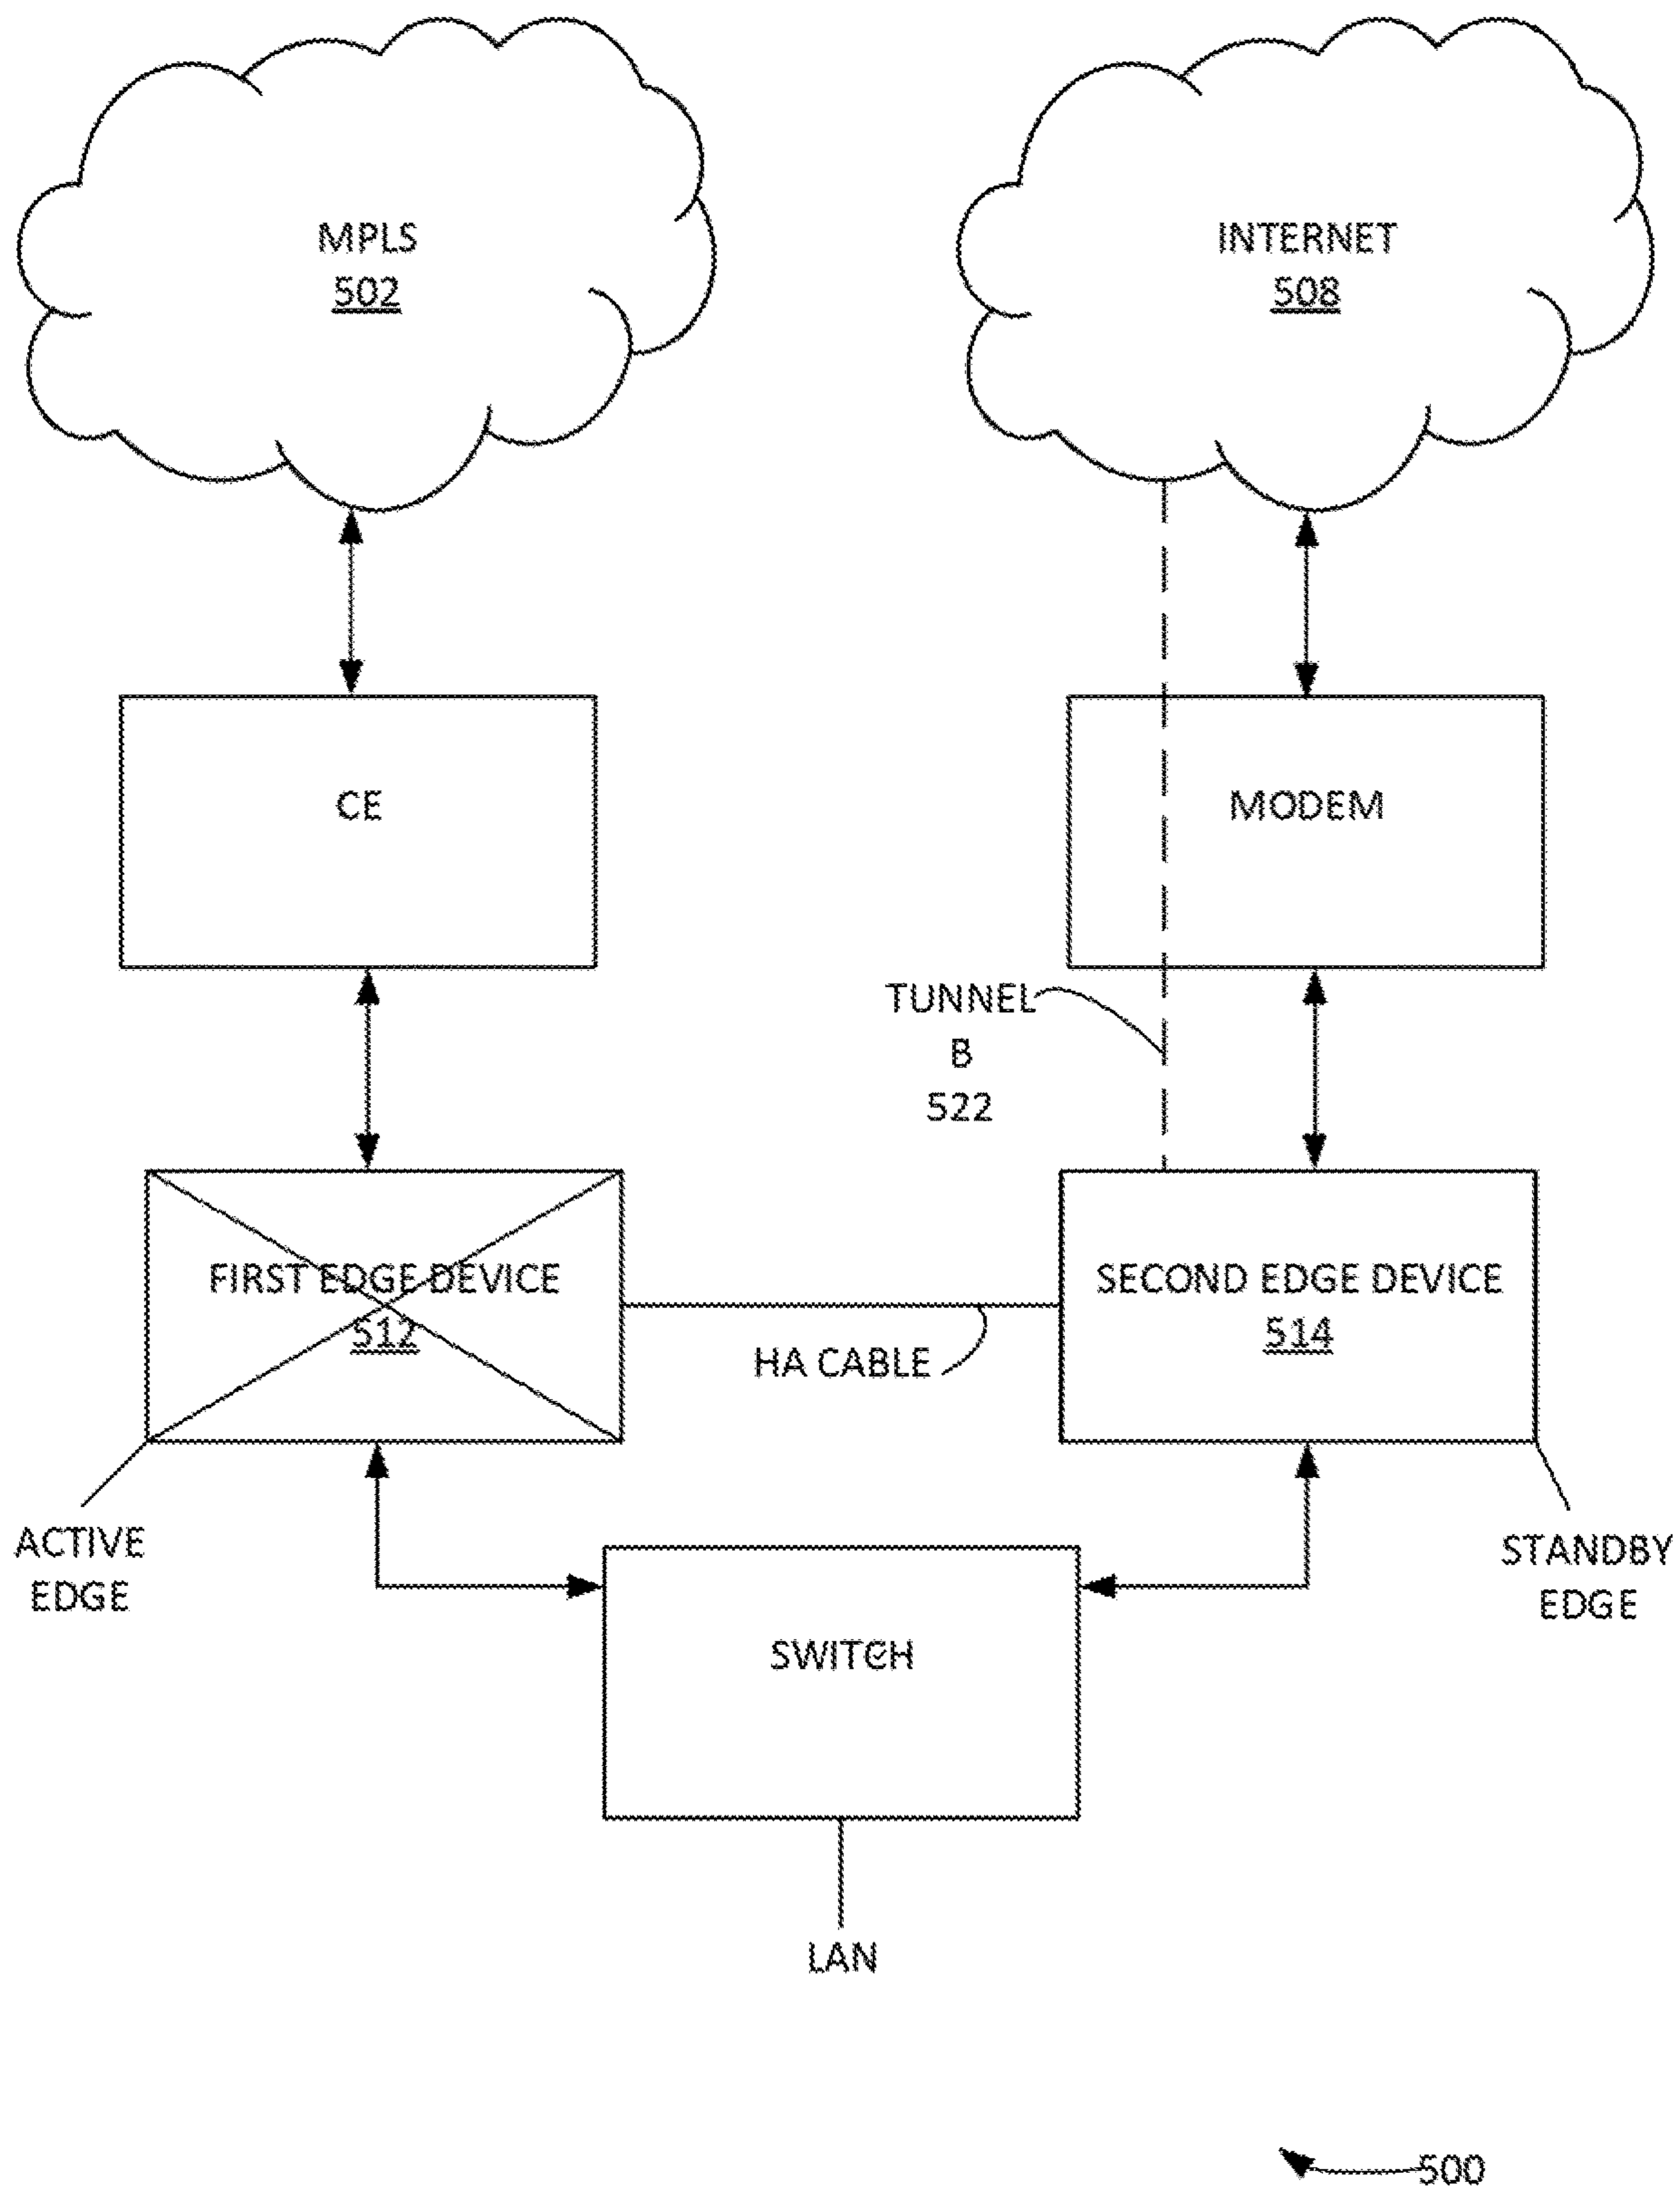 MPLS
502
INTERNET
508
CE
MODEM
TUNNEL
B
522
FIRST EDGE DEVICE
512
SECOND EDGE DEVICE
514
HA CABLE
ACTIVE
EDGE
STANDBY
EDGE
SWITCH
LAN
500